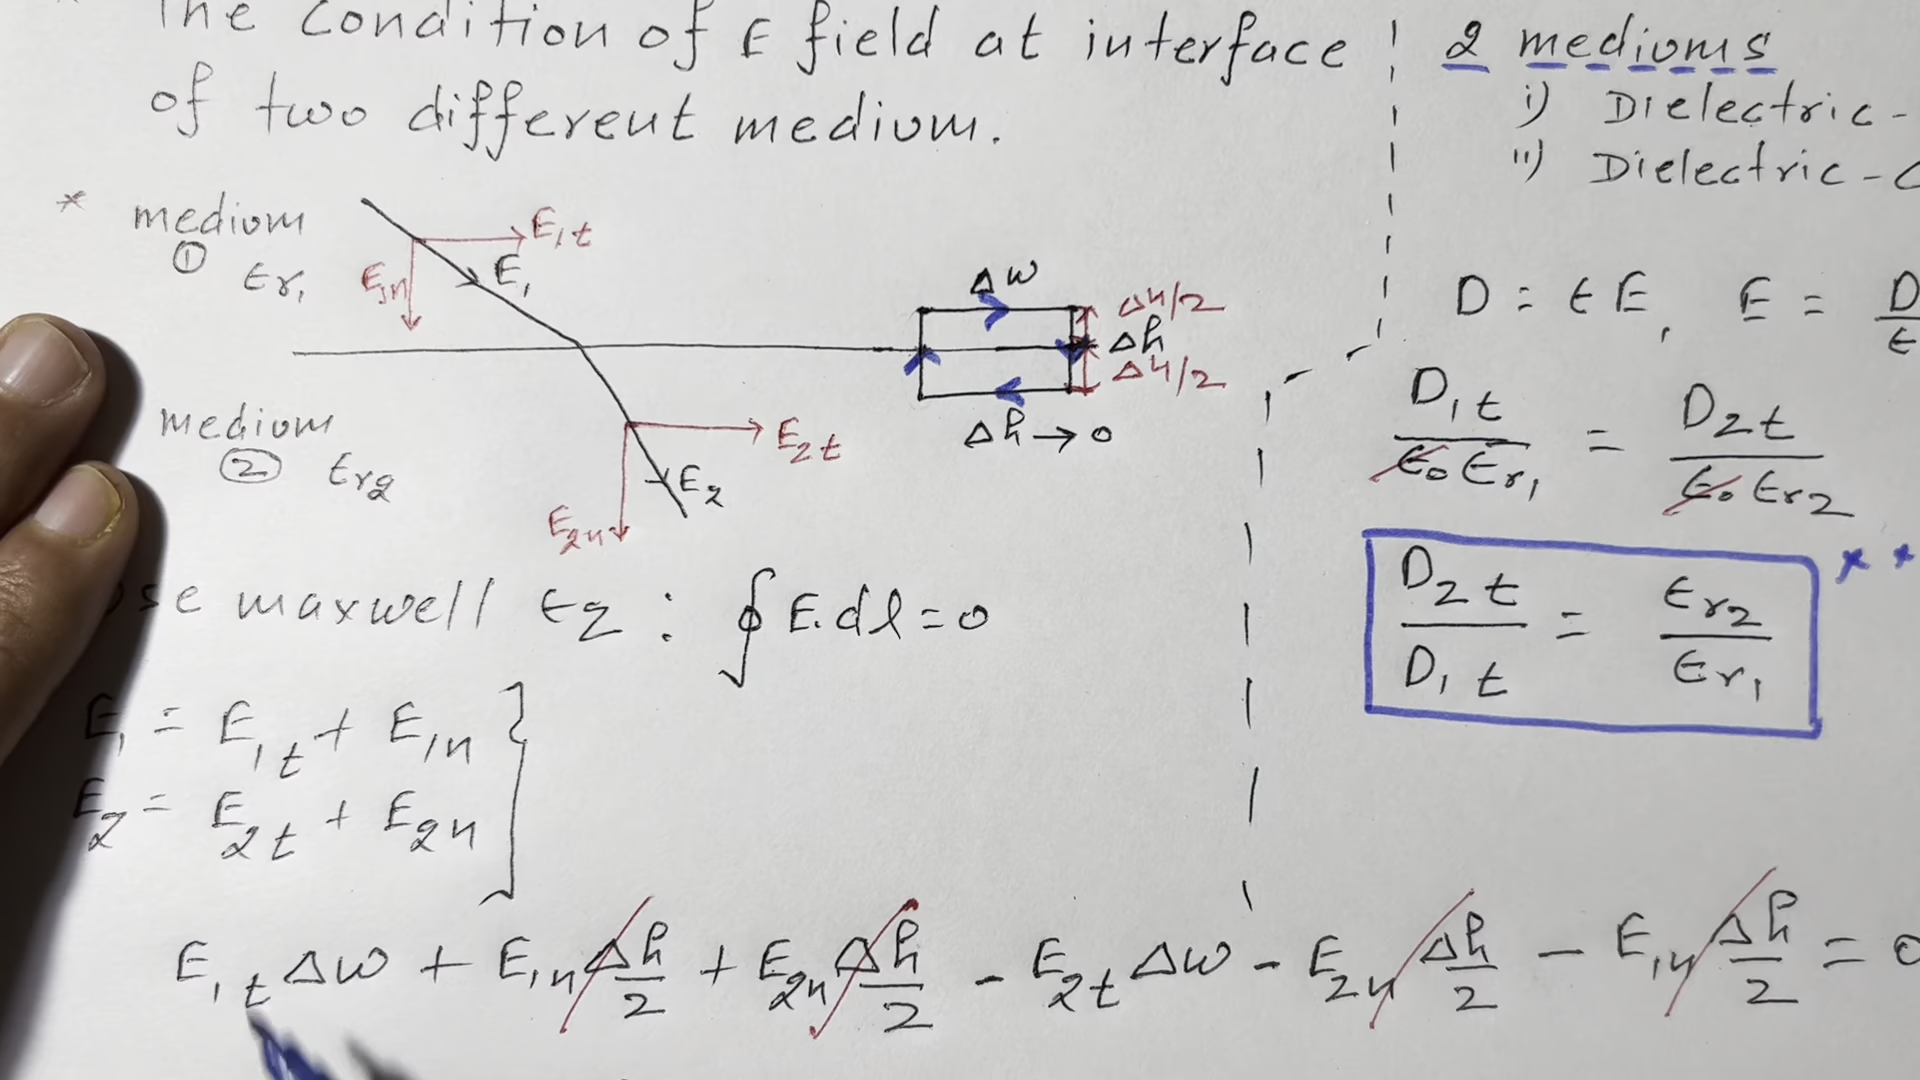 The condition of E field at interface
of two different medium.
* medium
① Er₁
E₁t
E₁n
E₁
medium
② Er₂
E₂t
E₂n
E₂
Δw
Δh/2
Δh
Δh/2
Δh → 0
use maxwell Eq : ∮ E.dl = 0
E₁ = E₁t + E₁n
E₂ = E₂t + E₂n
E₁t Δw + E₁n Δh/2 + E₂n Δh/2 - E₂t Δw - E₂n Δh/2 - E₁n Δh/2 = 0
2 mediums
i) Dielectric -
ii) Dielectric - C
D = ϵE, E = D/ϵ
D₁t/ϵ₀ϵr₁ = D₂t/ϵ₀ϵr₂
D₂t/D₁t = ϵr₂/ϵr₁ * *